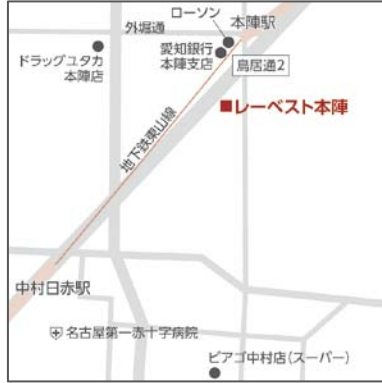 ローソン
本陣駅
外堀通
愛知銀行
本陣支店
ドラッグユタカ
本陣店
鳥居通2
■レーベスト本陣
地下鉄東山線
中村日赤駅
名古屋第一赤十字病院
ピアゴ中村店(スーパー)